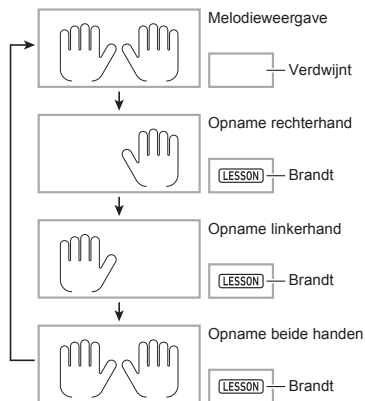 Melodieweergave
Verdwijnt
Opname rechterhand
LESSON
Brandt
Opname linkerhand
LESSON
Brandt
Opname beide handen
LESSON
Brandt